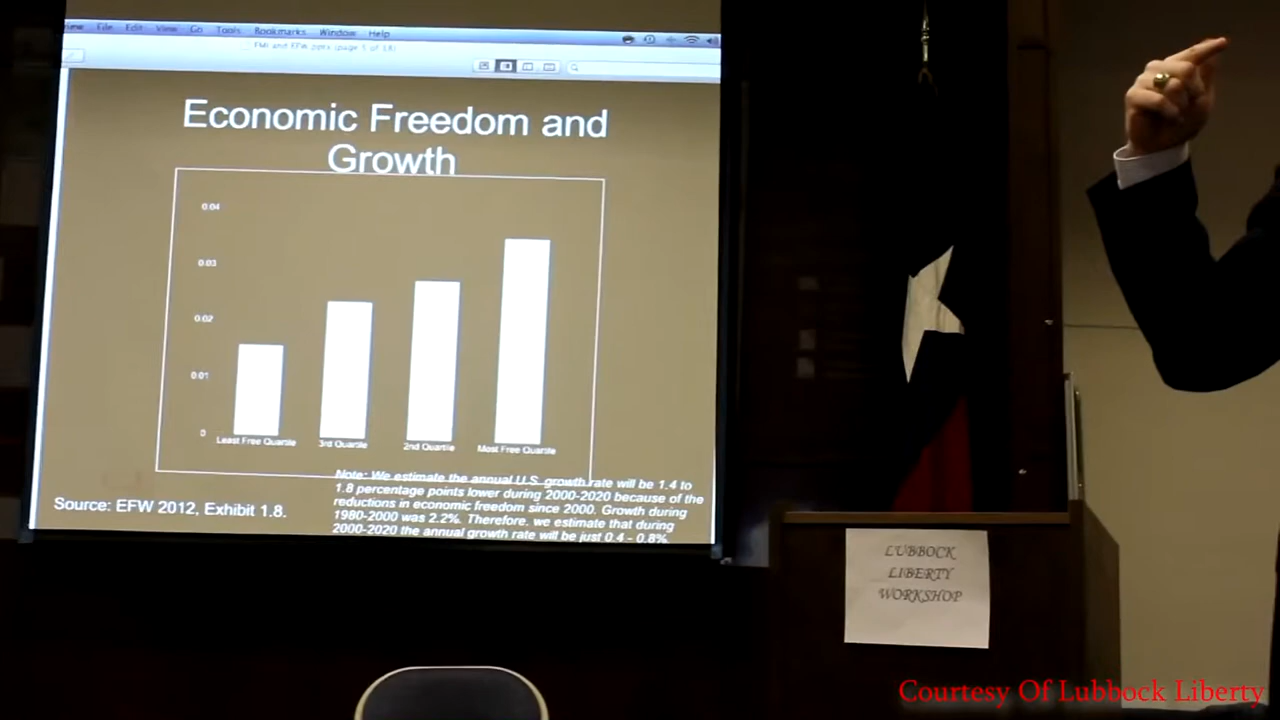 File Edit View Go Tools Bookmarks Window Help
Economic Freedom and
Growth
0.04
0.03
0.02
0.01
0
Least Free Quartile 3rd Quartile 2nd Quartile Most Free Quartile
Note: We estimate the annual U.S. growth rate will be 1.4 to
1.8 percentage points lower during 2000-2020 because of the
reductions in economic freedom since 2000. Growth during
1980-2000 was 2.2%. Therefore, we estimate that during
2000-2020 the annual growth rate will be just 0.4 - 0.8%
Source: EFW 2012, Exhibit 1.8.
LUBBOCK
LIBERTY
WORKSHOP
Courtesy Of Lubbock Liberty